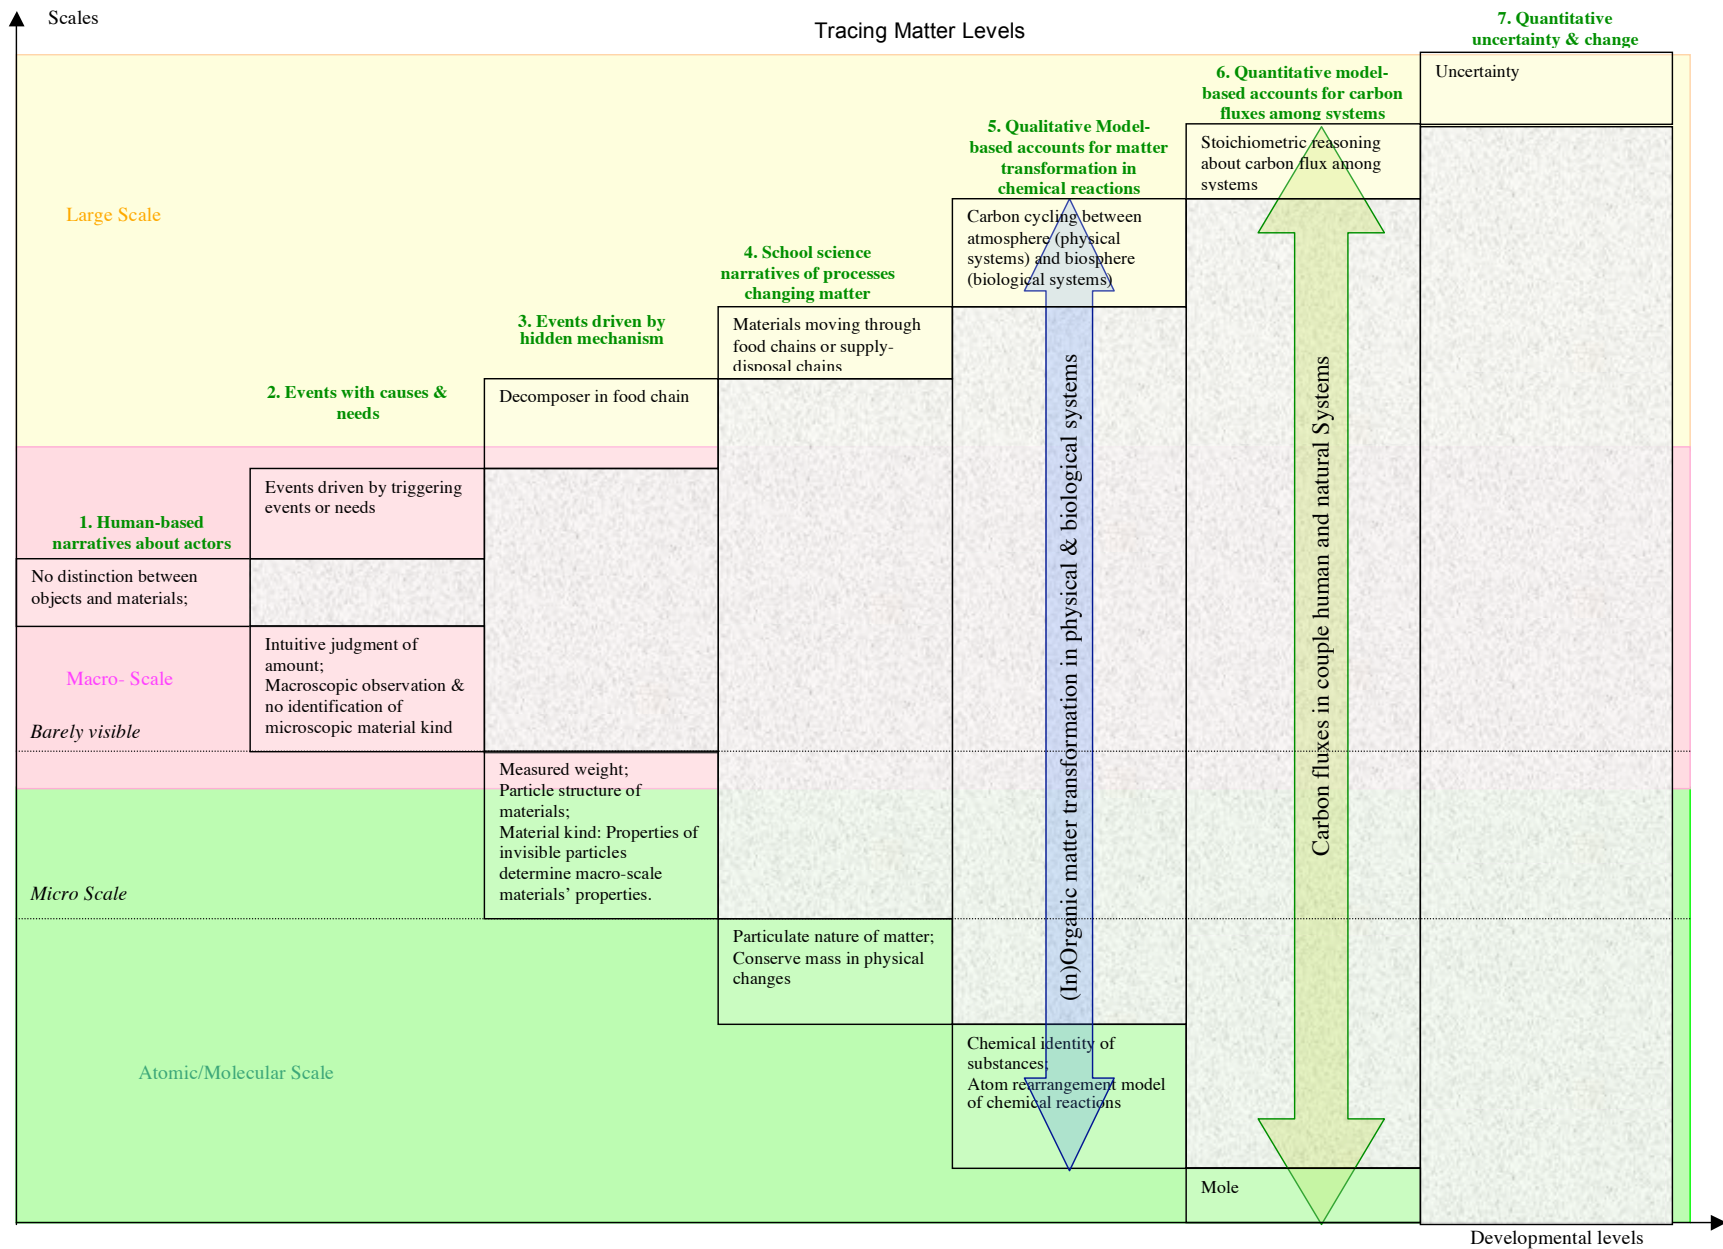 Scales
Tracing Matter Levels
7. Quantitative
uncertainty & change
Uncertainty
6. Quantitative model-
based accounts for carbon
fluxes among systems
Stoichiometric reasoning
about carbon flux among
systems
5. Qualitative Model-
based accounts for matter
transformation in
chemical reactions
Carbon cycling between
atmosphere (physical
systems) and biosphere
(biological systems)
Large Scale
4. School science
narratives of processes
changing matter
Materials moving through
food chains or supply-
disposal chains
3. Events driven by
hidden mechanism
Decomposer in food chain
2. Events with causes &
needs
Events driven by triggering
events or needs
1. Human-based
narratives about actors
No distinction between
objects and materials;
Intuitive judgment of
amount;
Macroscopic observation &
no identification of
microscopic material kind
Macro- Scale
Barely visible
Measured weight;
Particle structure of
materials;
Material kind: Properties of
invisible particles
determine macro-scale
materials’ properties.
Micro Scale
Particulate nature of matter;
Conserve mass in physical
changes
(In)Organic matter transformation in physical & biological systems
Carbon fluxes in couple human and natural Systems
Chemical identity of
substances;
Atom rearrangement model
of chemical reactions
Atomic/Molecular Scale
Mole
Developmental levels